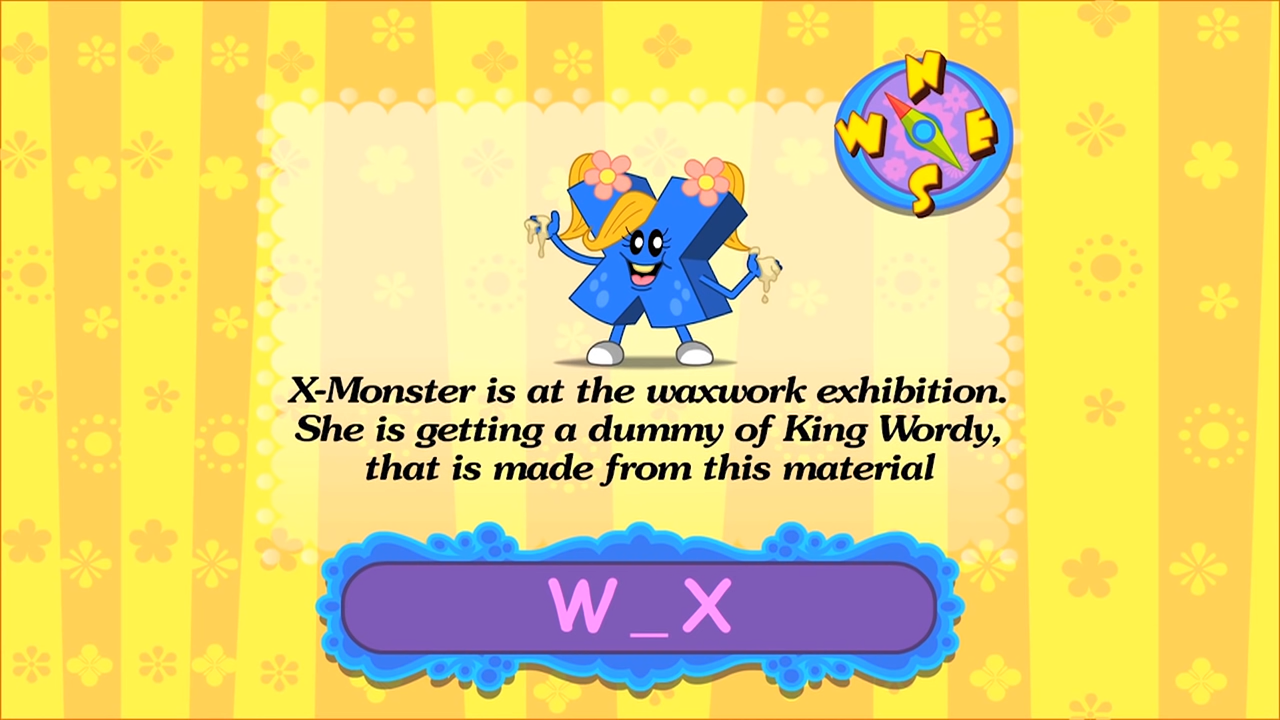 N
W E
S
X-Monster is at the waxwork exhibition.
She is getting a dummy of King Wordy,
that is made from this material
W_X